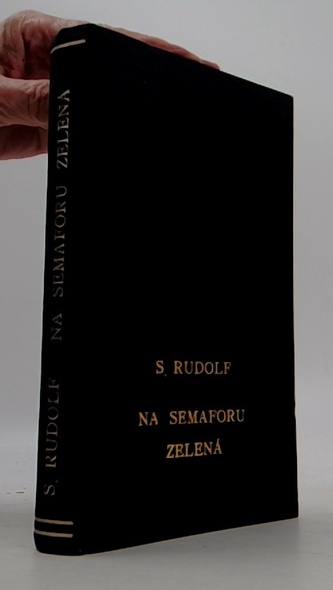 S. RUDOLF NA SEMAFORU ZELENÁ
S. RUDOLF
NA SEMAFORU
ZELENÁ